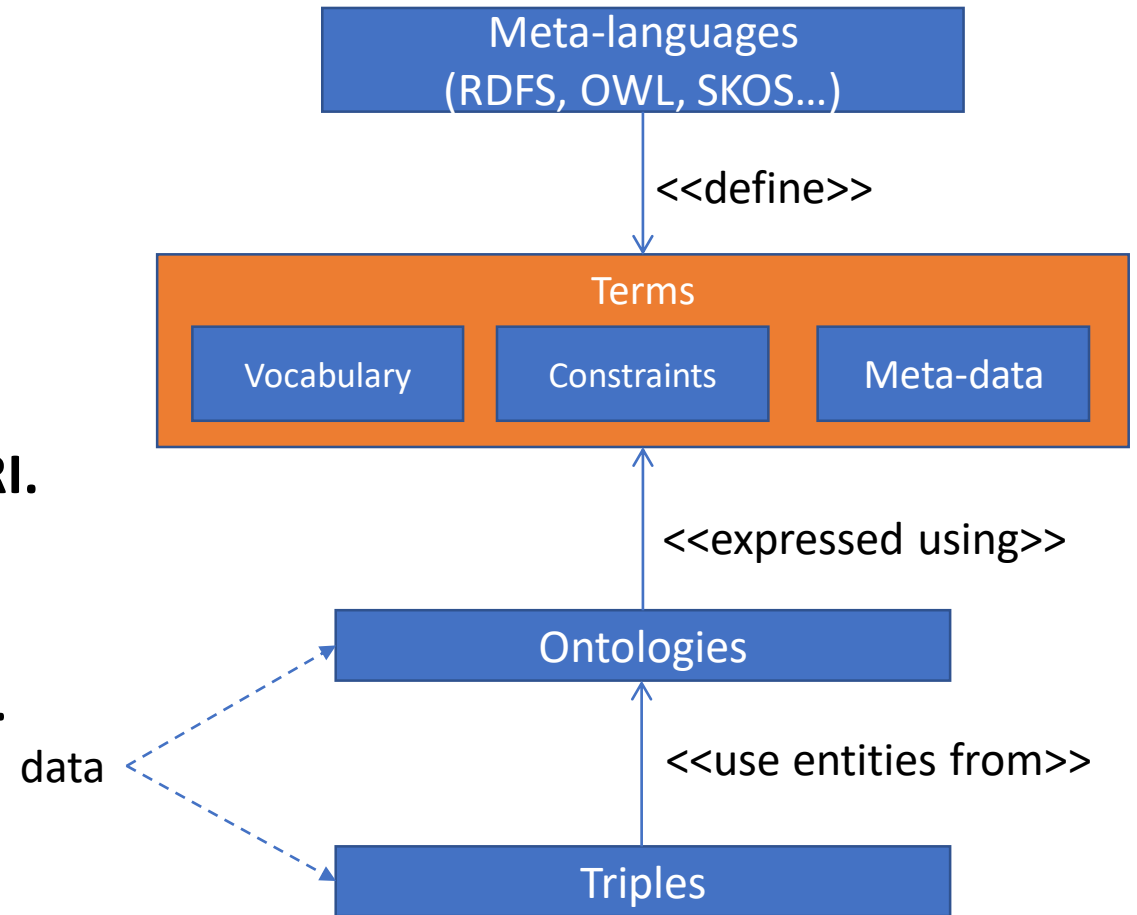 Meta-languages
(RDFS, OWL, SKOS…)
<<define>>
Terms
Vocabulary
Constraints
Meta-data
RI.
<<expressed using>>
Ontologies
.
data
<<use entities from>>
Triples